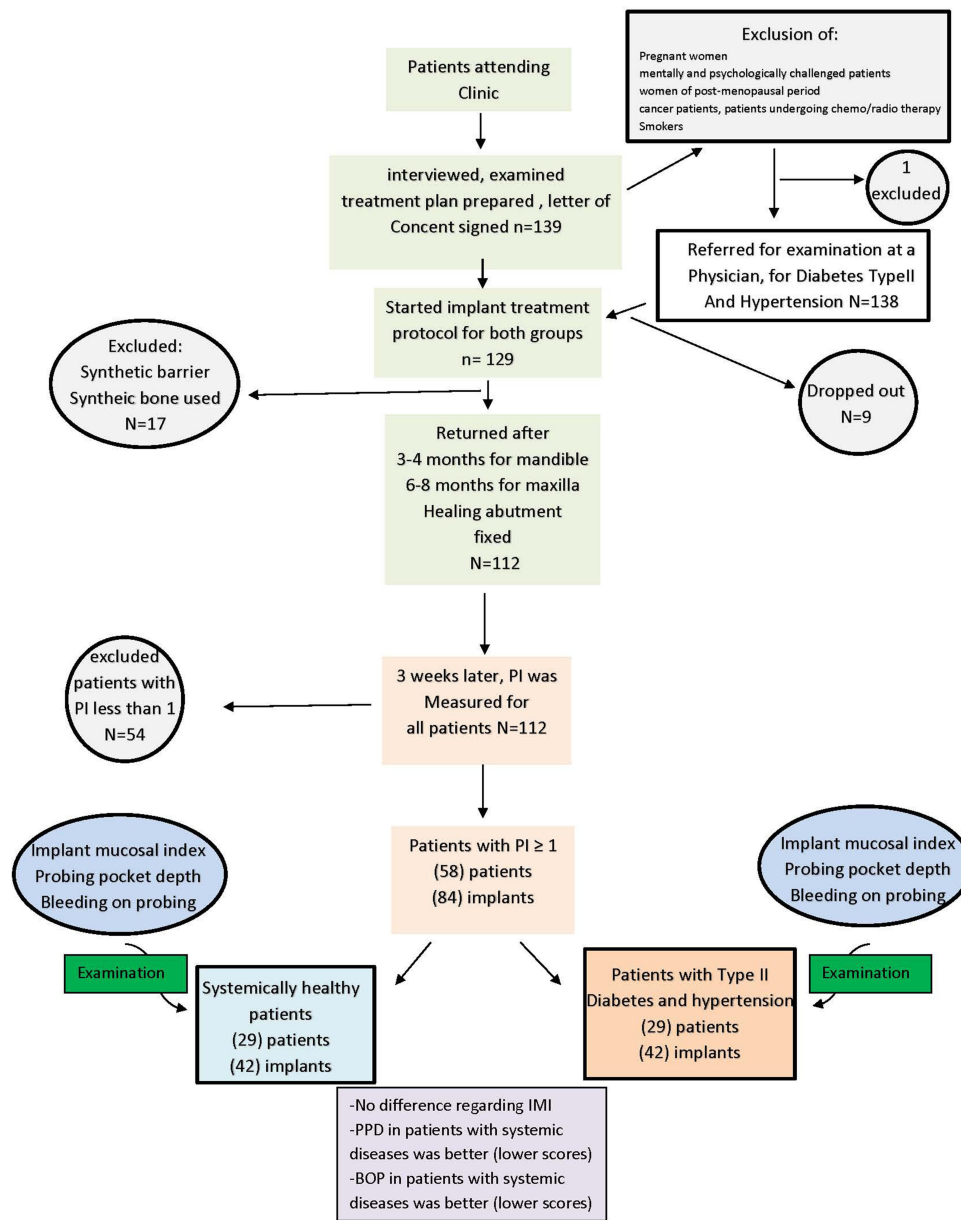 Patients attending
Clinic
Exclusion of:
Pregnant women
mentally and psychologically challenged patients
women of post-menopausal period
cancer patients, patients undergoing chemo/radio therapy
Smokers
interviewed, examined
treatment plan prepared , letter of
Concent signed n=139
1
excluded
Referred for examination at a
Physician, for Diabetes TypeII
And Hypertension N=138
Started implant treatment
protocol for both groups
n= 129
Excluded:
Synthetic barrier
Syntheic bone used
N=17
Dropped out
N=9
Returned after
3-4 months for mandible
6-8 months for maxilla
Healing abutment
fixed
N=112
excluded
patients with
PI less than 1
N=54
3 weeks later, PI was
Measured for
all patients N=112
Patients with PI ≥ 1
(58) patients
(84) implants
Implant mucosal index
Probing pocket depth
Bleeding on probing
Implant mucosal index
Probing pocket depth
Bleeding on probing
Examination
Systemically healthy
patients
(29) patients
(42) implants
Patients with Type II
Diabetes and hypertension
(29) patients
(42) implants
Examination
-No difference regarding IMI
-PPD in patients with systemic
diseases was better (lower scores)
-BOP in patients with systemic
diseases was better (lower scores)